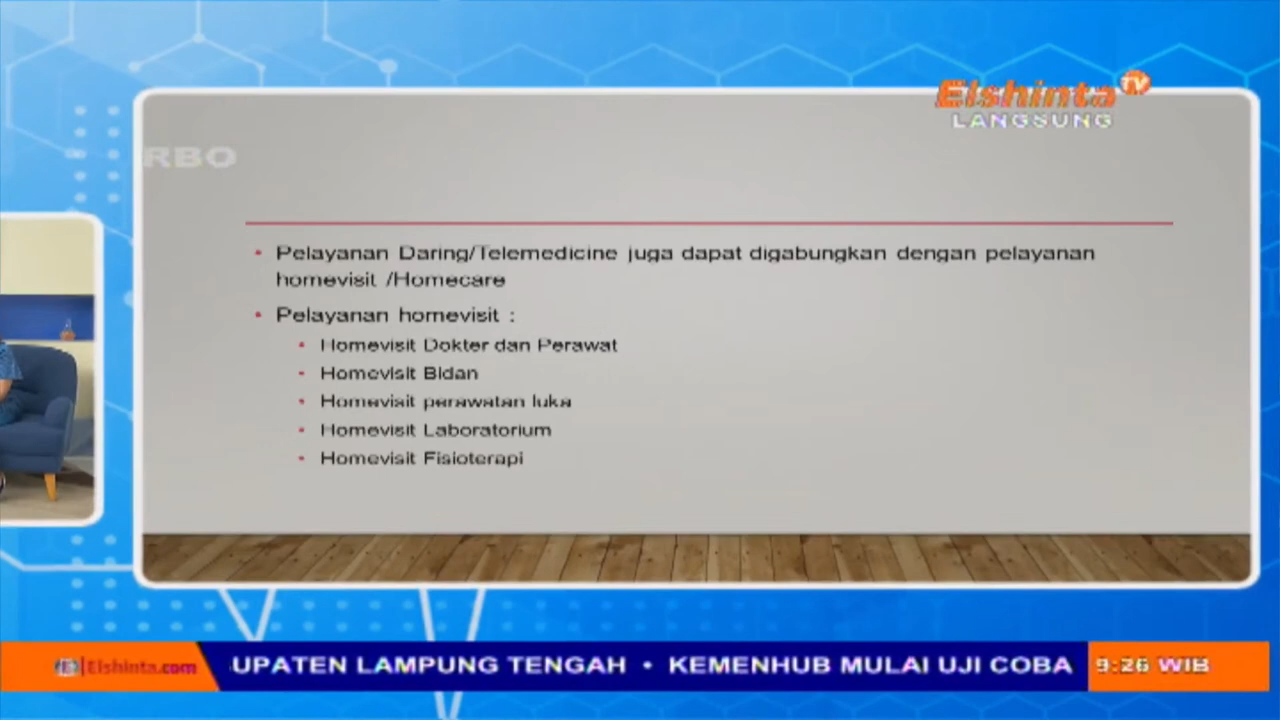 Elshinta TV
LANGSUNG
RBO
• Pelayanan Daring/Telemedicine juga dapat digabungkan dengan pelayanan
homevisit /Homecare
• Pelayanan homevisit :
• Homevisit Dokter dan Perawat
• Homevisit Bidan
• Homevisit perawatan luka
• Homevisit Laboratorium
• Homevisit Fisioterapi
Elshinta.com
UPATEN LAMPUNG TENGAH • KEMENHUB MULAI UJI COBA
9:26 WIB